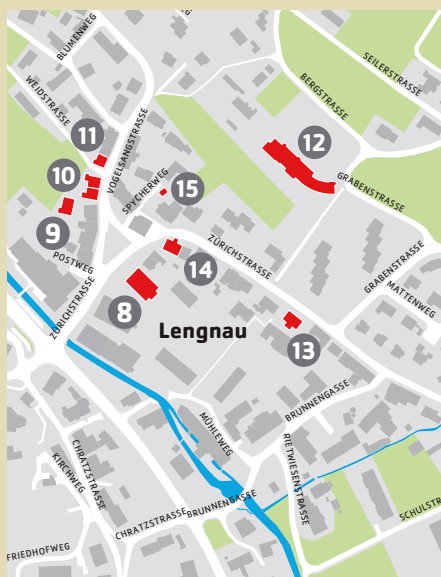 BLUMENWEG
SEILERSTRASSE
BERGSTRASSE
WEIDSTRASSE
VOGELSANGSTRASSE
11
12
10
15
SPYCHERWEG
GRABENSTRASSE
9
ZÜRICHSTRASSE
POSTWEG
14
GRABENSTRASSE
MATTENWEG
8
ZÜRICHSTRASSE
Lengnau
13
BRUNNENGASSE
MÜHLEWEG
CHRATZSTRASSE
KIRCHWEG
RIETWIESENSTRASSE
BRUNNENGASSE
SCHULSTR
CHRATZSTRASSE
FRIEDHOFWEG